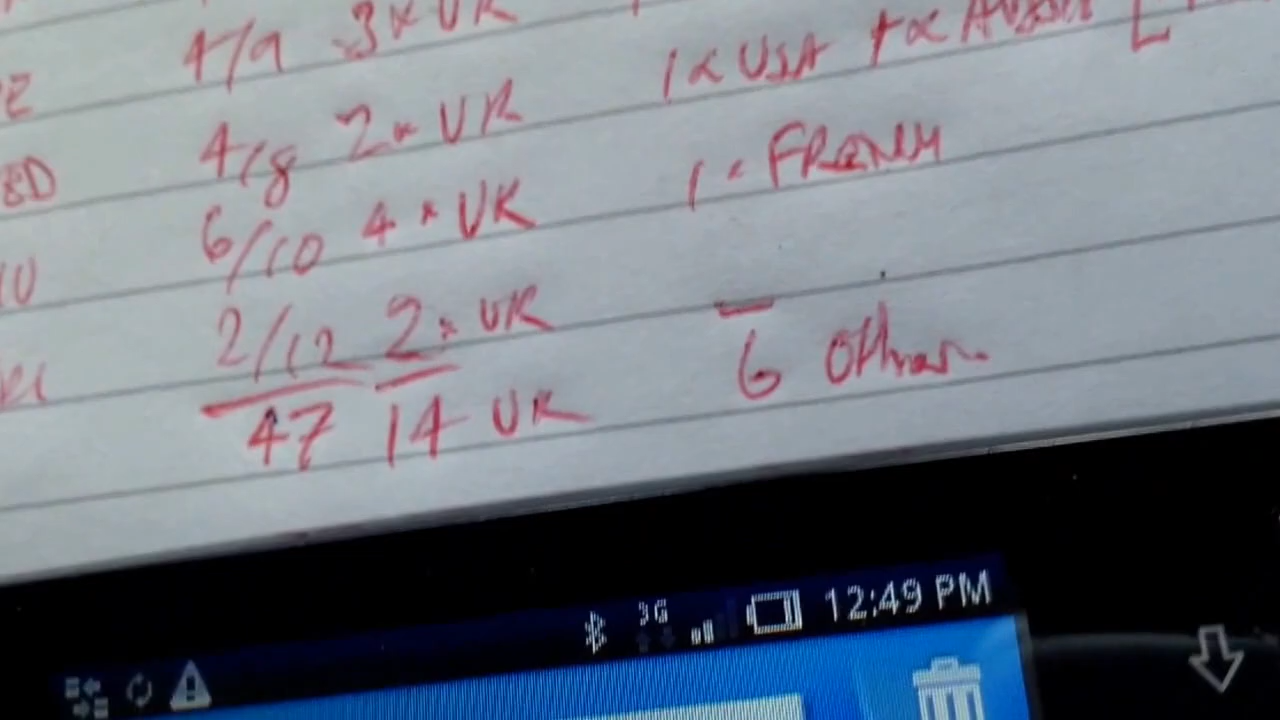 4/9 3 x UK 1 x USA
4/8 2 x UK 1 x FRENCH
6/10 4 x UK
2/12 2 x UK
47 14 UK 6 Others
3G 12:49 PM